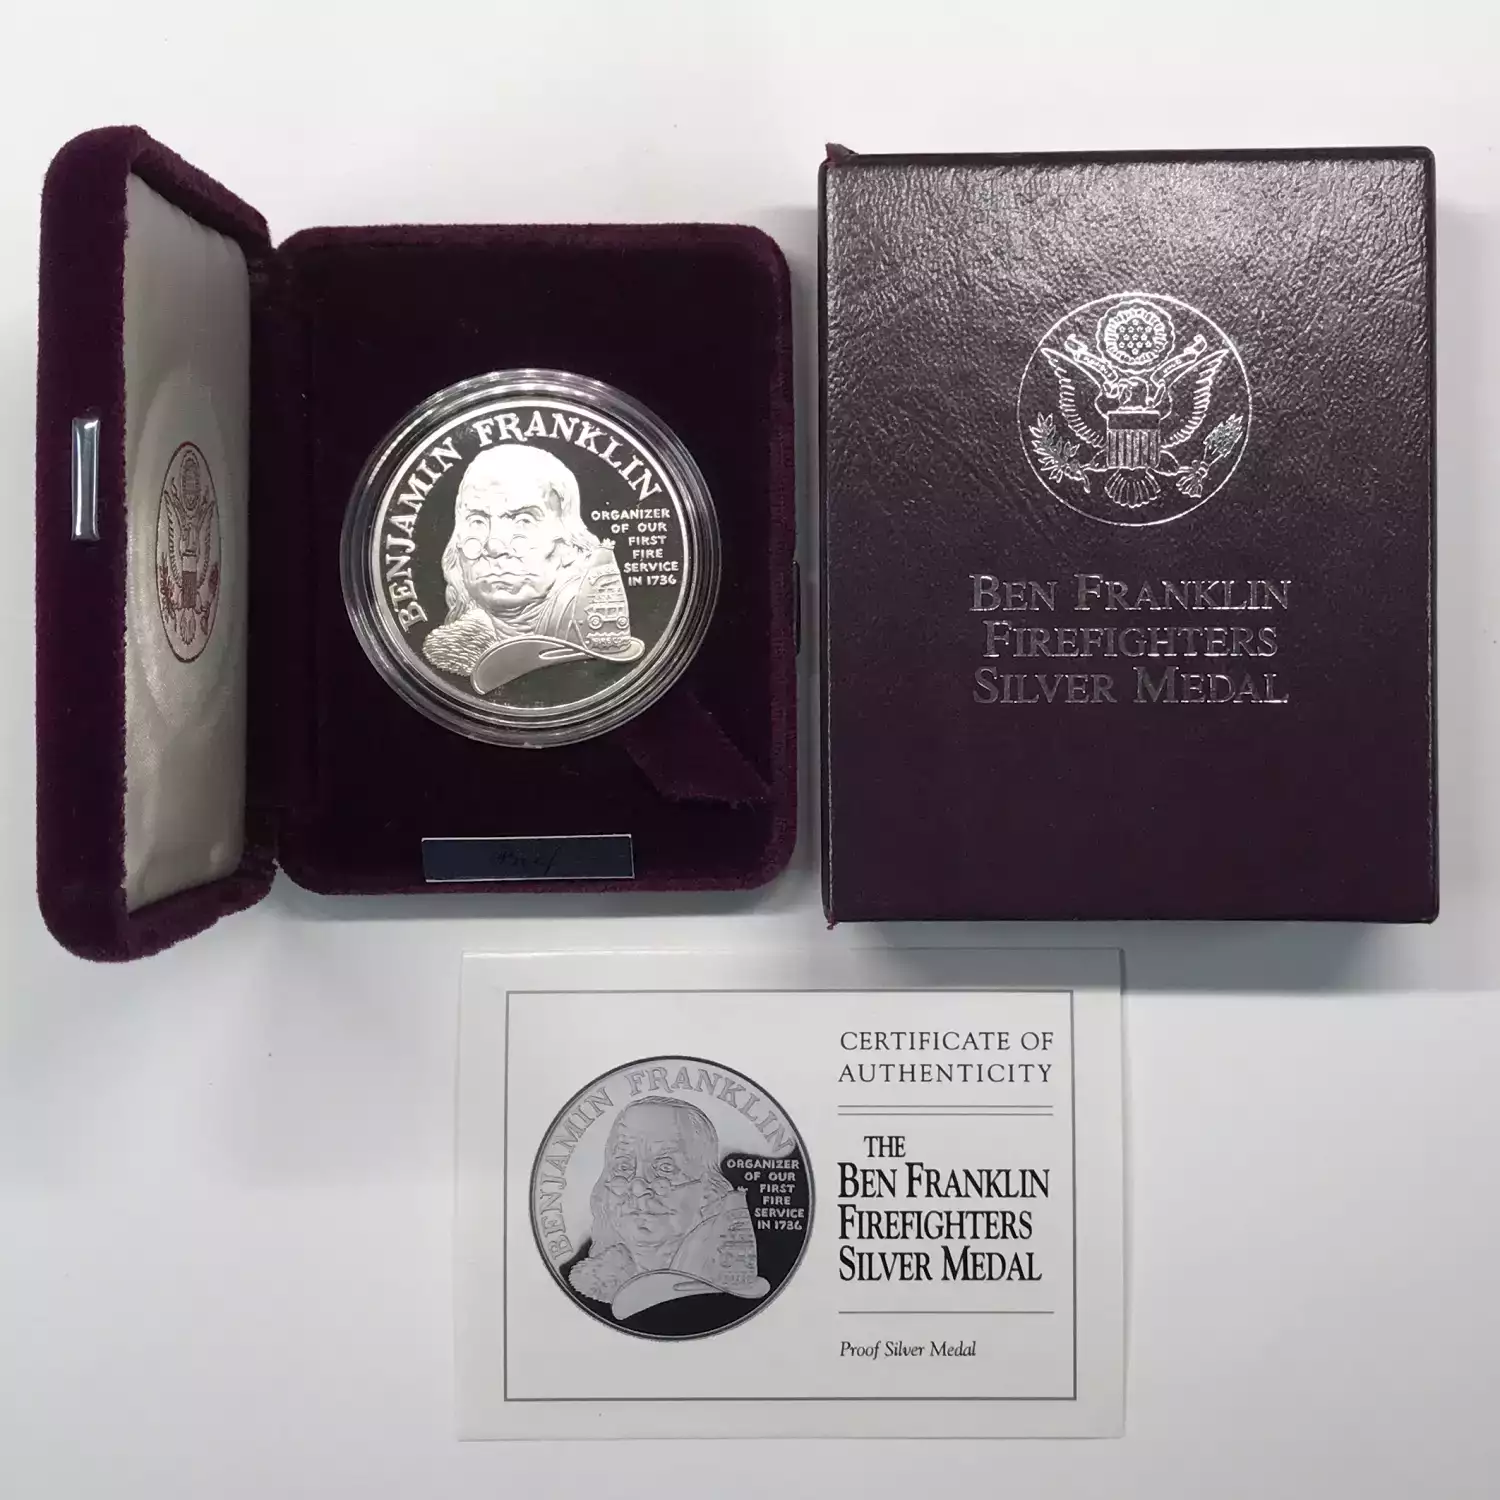 BENJAMIN FRANKLIN
ORGANIZER
OF OUR
FIRST
FIRE
SERVICE
IN 1736
Proof
BEN FRANKLIN
FIREFIGHTERS
SILVER MEDAL
BENJAMIN FRANKLIN
ORGANIZER
OF OUR
FIRST
FIRE
SERVICE
IN 1736
CERTIFICATE OF
AUTHENTICITY
THE
BEN FRANKLIN
FIREFIGHTERS
SILVER MEDAL
Proof Silver Medal